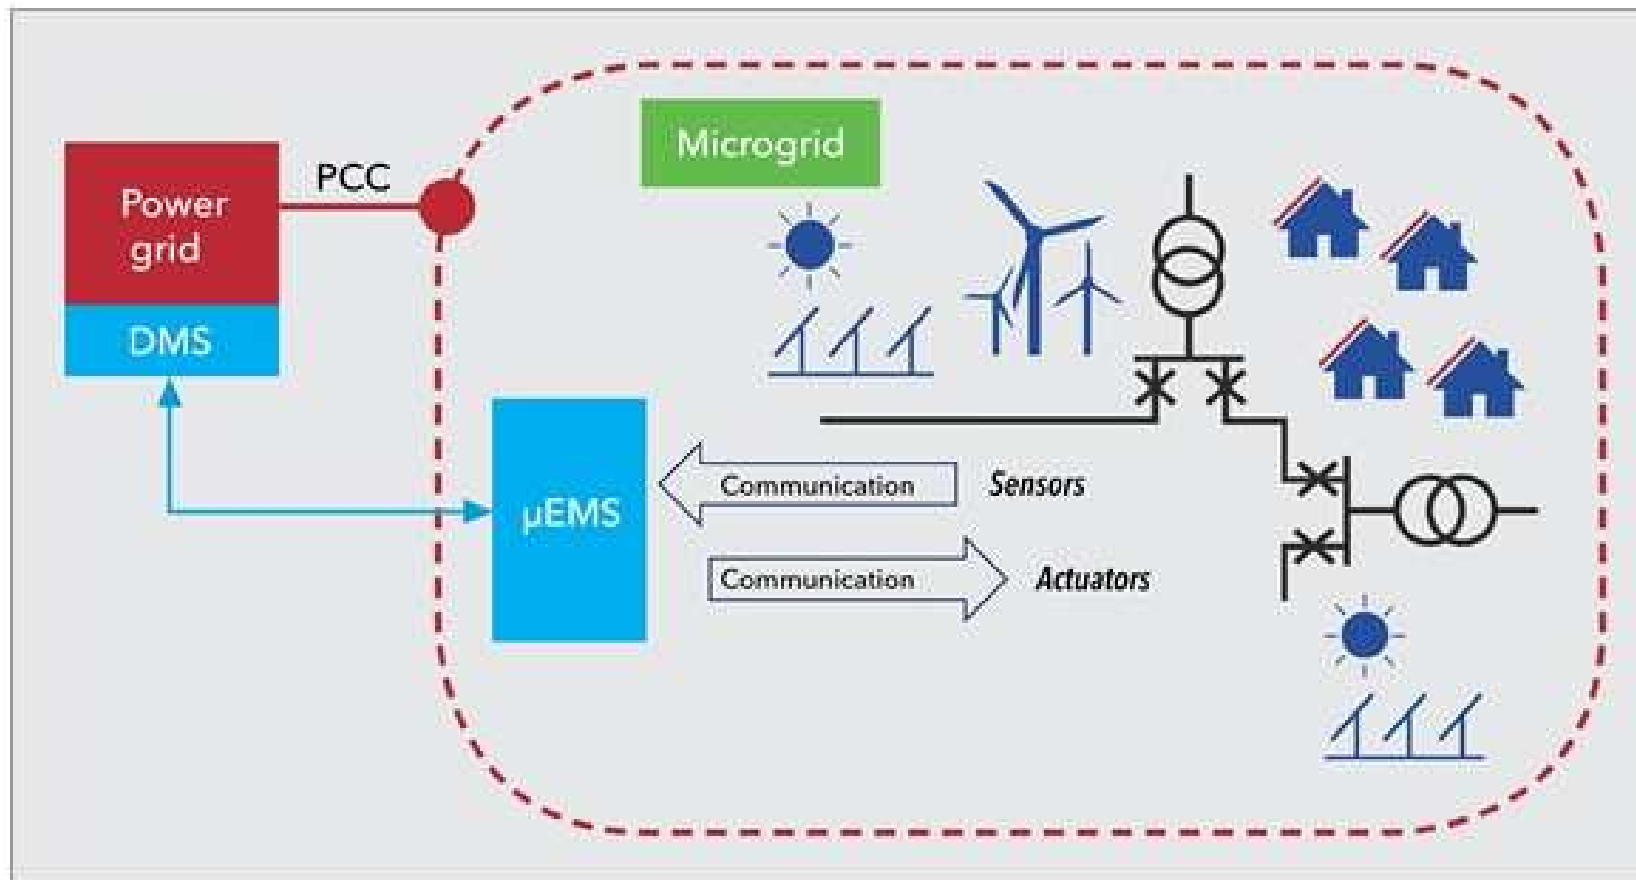 Microgrid
PCC
Power
grid
DMS
μEMS
Communication
Sensors
Communication
Actuators